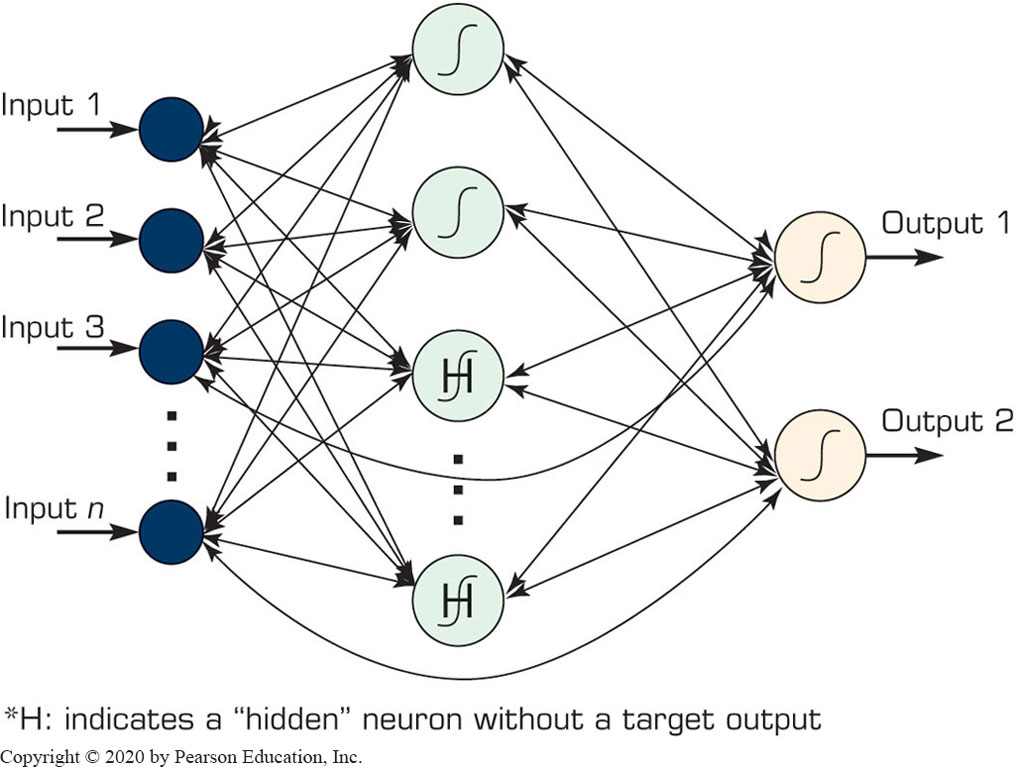 Input 1
Input 2
Input 3
Input n
H
H
Output 1
Output 2
*H: indicates a “hidden” neuron without a target output
Copyright © 2020 by Pearson Education, Inc.